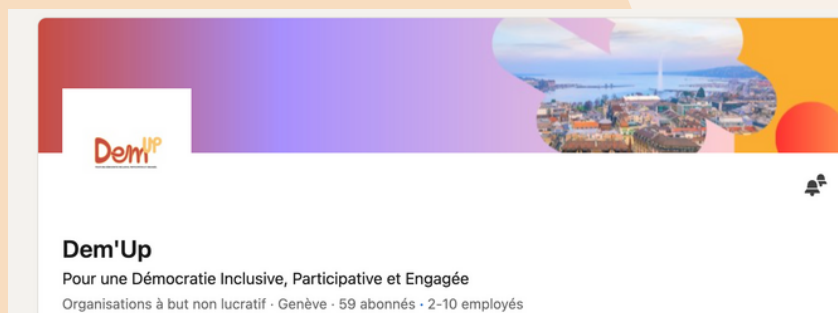 Dem'UP
Dem'Up
Pour une Démocratie Inclusive, Participative et Engagée
Organisations à but non lucratif · Genève · 59 abonnés · 2-10 employés